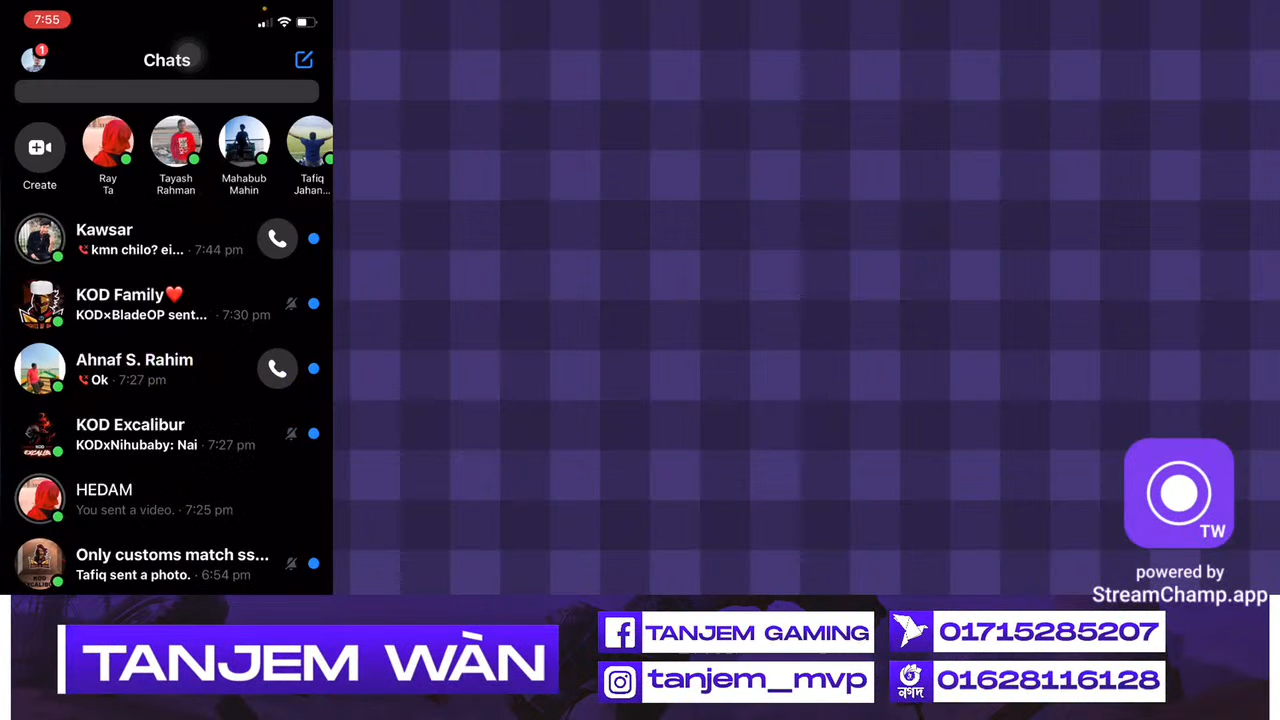 7:55
1
Chats
Create
Ray
Ta
Tayash
Rahman
Mahabub
Mahin
Tafiq
Jahan...
Kawsar
kmn chilo? ei... · 7:44 pm
KOD Family❤️
KOD×BladeOP sent... · 7:30 pm
Ahnaf S. Rahim
Ok · 7:27 pm
KOD Excalibur
KODxNihubaby: Nai · 7:27 pm
HEDAM
You sent a video. · 7:25 pm
Only customs match ss...
Tafiq sent a photo. · 6:54 pm
TW
powered by
StreamChamp.app
TANJEM WÀN
TANJEM GAMING
01715285207
tanjem_mvp
নগদ
01628116128